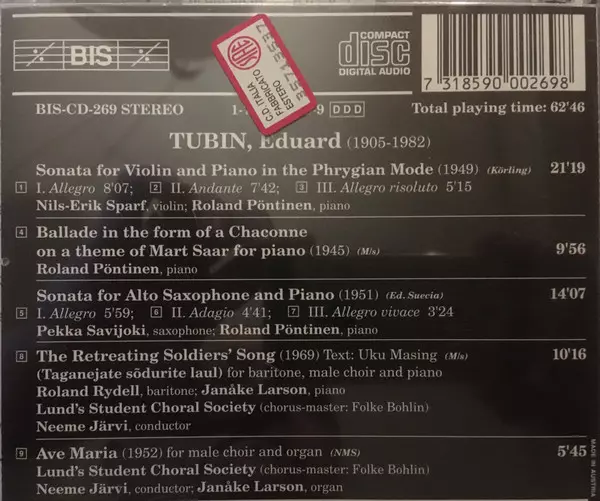 BIS
CD ITALIA
FABBRICATO
ESTERO
COMPACT
disc
DIGITAL AUDIO
7 318590 002698
BIS-CD-269 STEREO
DDD
Total playing time: 62'46
TUBIN, Eduard (1905-1982)
Sonata for Violin and Piano in the Phrygian Mode (1949) (Körling) 21'19
1 I. Allegro 8'07; 2 II. Andante 7'42; 3 III. Allegro risoluto 5'15
Nils-Erik Sparf, violin; Roland Pöntinen, piano
4 Ballade in the form of a Chaconne
on a theme of Mart Saar for piano (1945) (M/s) 9'56
Roland Pöntinen, piano
Sonata for Alto Saxophone and Piano (1951) (Ed. Suecia) 14'07
5 I. Allegro 5'59; 6 II. Adagio 4'41; 7 III. Allegro vivace 3'24
Pekka Savijoki, saxophone; Roland Pöntinen, piano
8 The Retreating Soldiers' Song (1969) Text: Uku Masing (M/s) 10'16
(Taganejate sõdurite laul) for baritone, male choir and piano
Roland Rydell, baritone; Janåke Larson, piano
Lund's Student Choral Society (chorus-master: Folke Bohlin)
Neeme Järvi, conductor
9 Ave Maria (1952) for male choir and organ (NMS) 5'45
Lund's Student Choral Society (chorus-master: Folke Bohlin)
Neeme Järvi, conductor; Janåke Larson, organ
MADE IN AUSTRIA